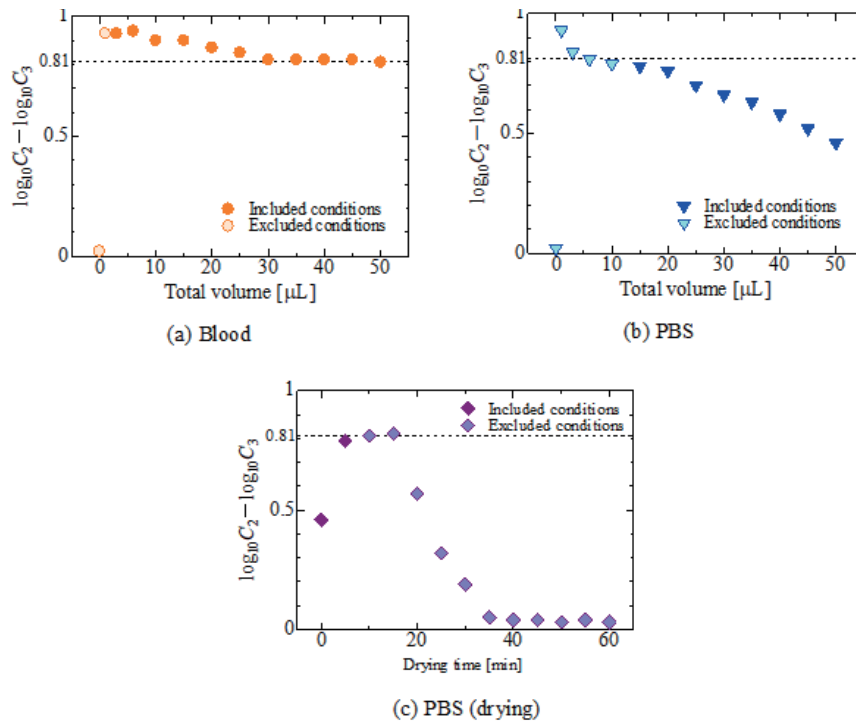 1
0.81
0.5
0
log₁₀C₂−log₁₀C₃
Included conditions
Excluded conditions
0 10 20 30 40 50
Total volume [μL]
(a) Blood
1
0.81
0.5
0
log₁₀C₂−log₁₀C₃
Included conditions
Excluded conditions
0 10 20 30 40 50
Total volume [μL]
(b) PBS
1
0.81
0.5
0
log₁₀C₂−log₁₀C₃
Included conditions
Excluded conditions
0 20 40 60
Drying time [min]
(c) PBS (drying)